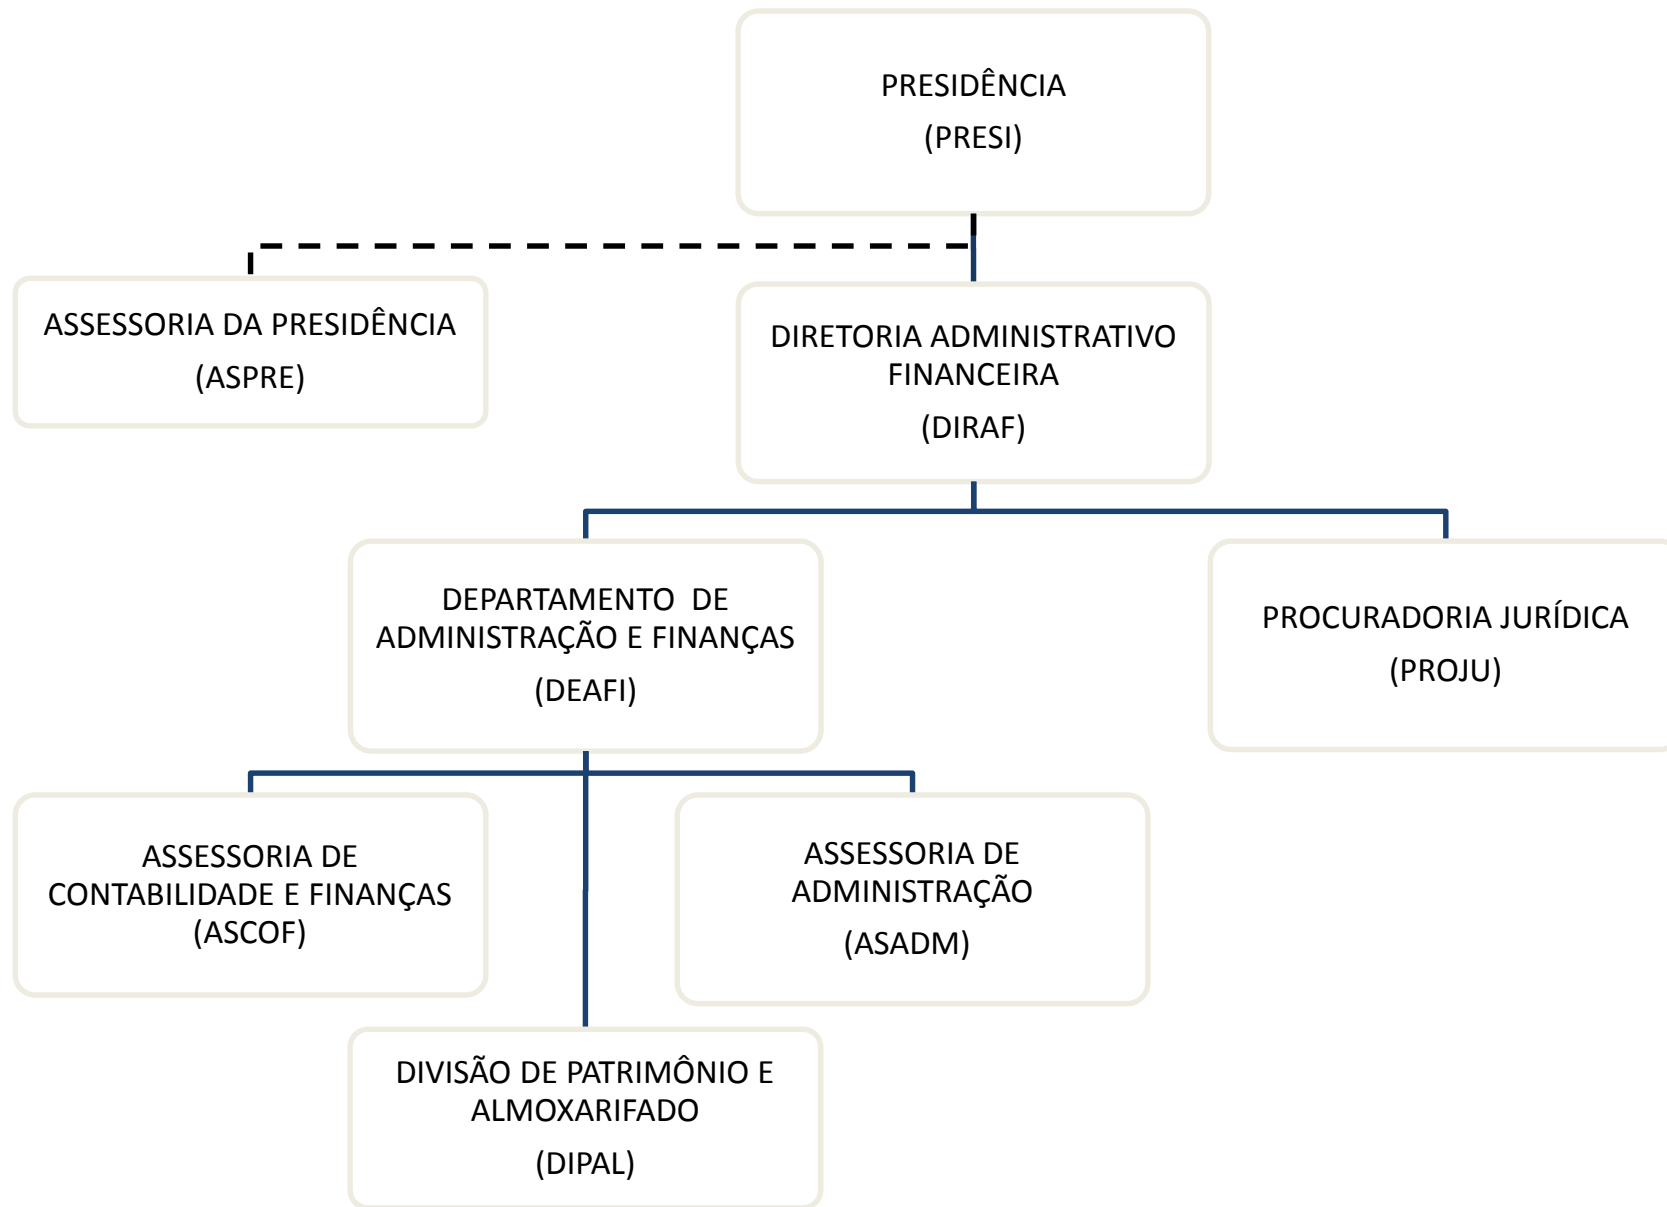 PRESIDÊNCIA
(PRESI)
ASSESSORIA DA PRESIDÊNCIA
(ASPRE)
DIRETORIA ADMINISTRATIVO
FINANCEIRA
(DIRAF)
DEPARTAMENTO  DE
ADMINISTRAÇÃO E FINANÇAS
(DEAFI)
PROCURADORIA JURÍDICA
(PROJU)
ASSESSORIA DE
CONTABILIDADE E FINANÇAS
(ASCOF)
ASSESSORIA DE
ADMINISTRAÇÃO
(ASADM)
DIVISÃO DE PATRIMÔNIO E
ALMOXARIFADO
(DIPAL)